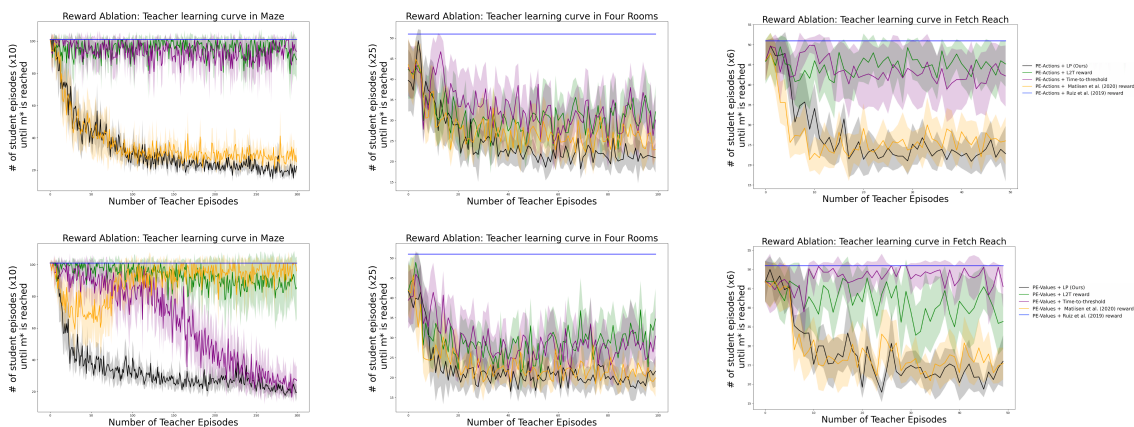 Reward Ablation: Teacher learning curve in Maze
# of student episodes (x10)
until m* is reached
Number of Teacher Episodes
Reward Ablation: Teacher learning curve in Four Rooms
# of student episodes (x25)
until m* is reached
Number of Teacher Episodes
Reward Ablation: Teacher learning curve in Fetch Reach
# of student episodes (x6)
until m* is reached
Number of Teacher Episodes
PE-Actions + LP (Ours)
PE-Actions + L2T reward
PE-Actions + Time-to-threshold
PE-Actions + Matiisen et al. (2020) reward
PE-Actions + Ruiz et al. (2019) reward
Reward Ablation: Teacher learning curve in Maze
# of student episodes (x10)
until m* is reached
Number of Teacher Episodes
Reward Ablation: Teacher learning curve in Four Rooms
# of student episodes (x25)
until m* is reached
Number of Teacher Episodes
Reward Ablation: Teacher learning curve in Fetch Reach
# of student episodes (x6)
until m* is reached
Number of Teacher Episodes
PE-Values + LP (Ours)
PE-Values + L2T reward
PE-Values + Time-to-threshold
PE-Values + Matiisen et al. (2020) reward
PE-Values + Ruiz et al. (2019) reward